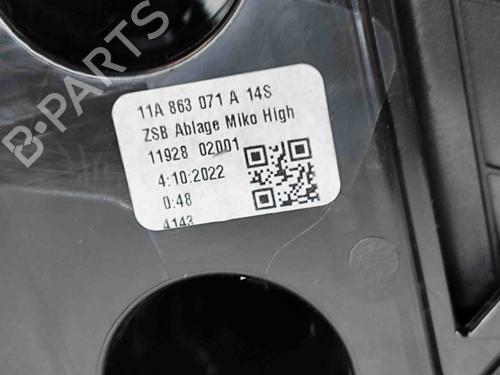 B-PARTS
11A 863 071 A 14S
ZSB Ablage Miko High
11928 02D01
4:10:2022
0:48
4143